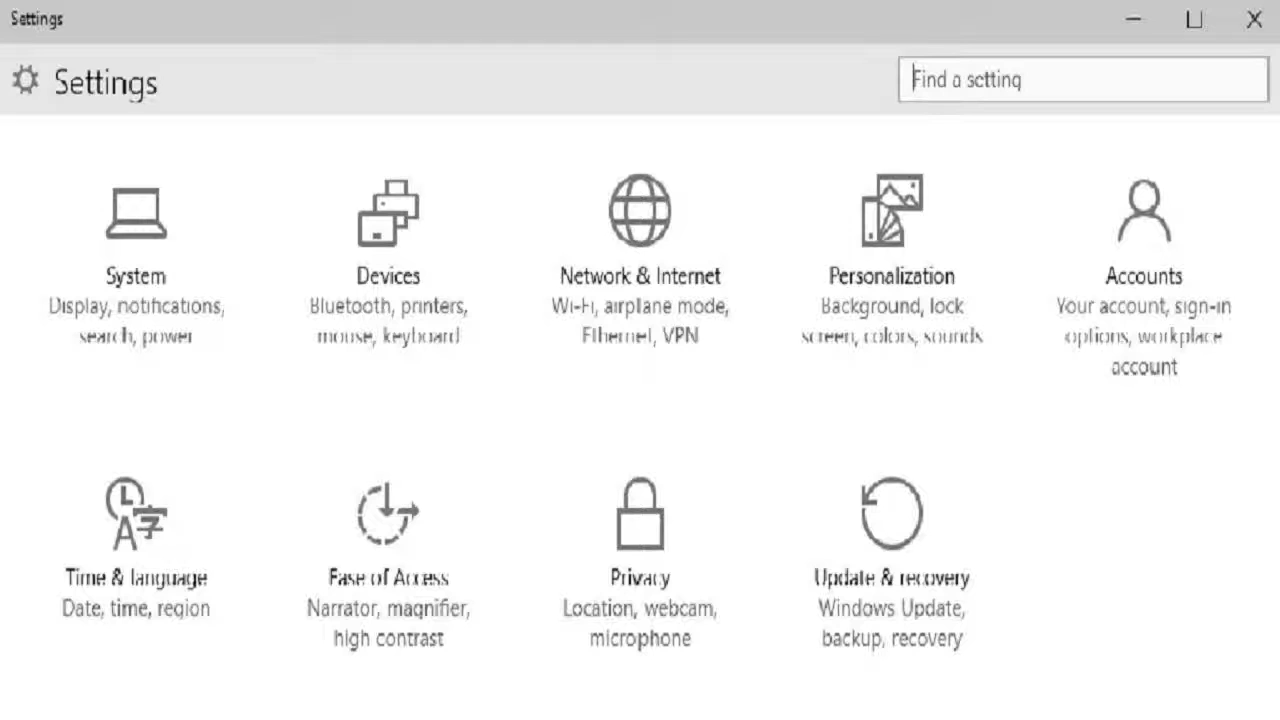 Settings
Settings
Find a setting
System
Display, notifications,
search, power
Devices
Bluetooth, printers,
mouse, keyboard
Network & Internet
Wi-Fi, airplane mode,
Ethernet, VPN
Personalization
Background, lock
screen, colors, sounds
Accounts
Your account, sign-in
options, workplace
account
Time & language
Date, time, region
Ease of Access
Narrator, magnifier,
high contrast
Privacy
Location, webcam,
microphone
Update & recovery
Windows Update,
backup, recovery